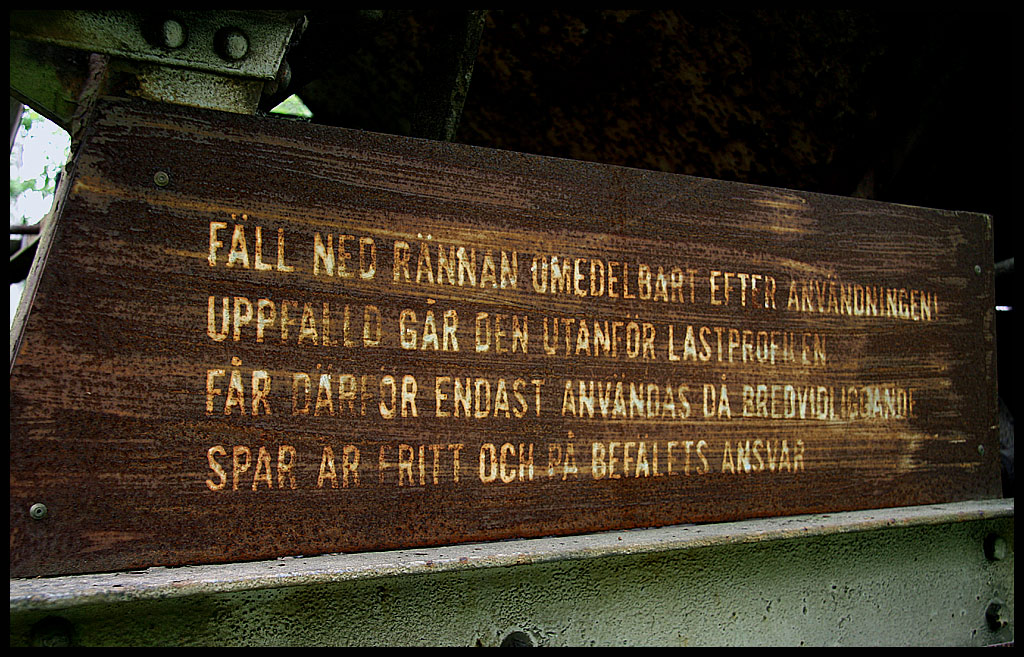 FÄLL NED RÄNNAN OMEDELBART EFTER ANVÄNDNINGEN!
UPPFÄLLD GÅR DEN UTANFÖR LASTPROFILEN
FÅR DÄRFÖR ENDAST ANVÄNDAS DÅ BREDVIDLIGGANDE
SPÅR ÄR FRITT OCH PÅ BEFÄLETS ANSVAR